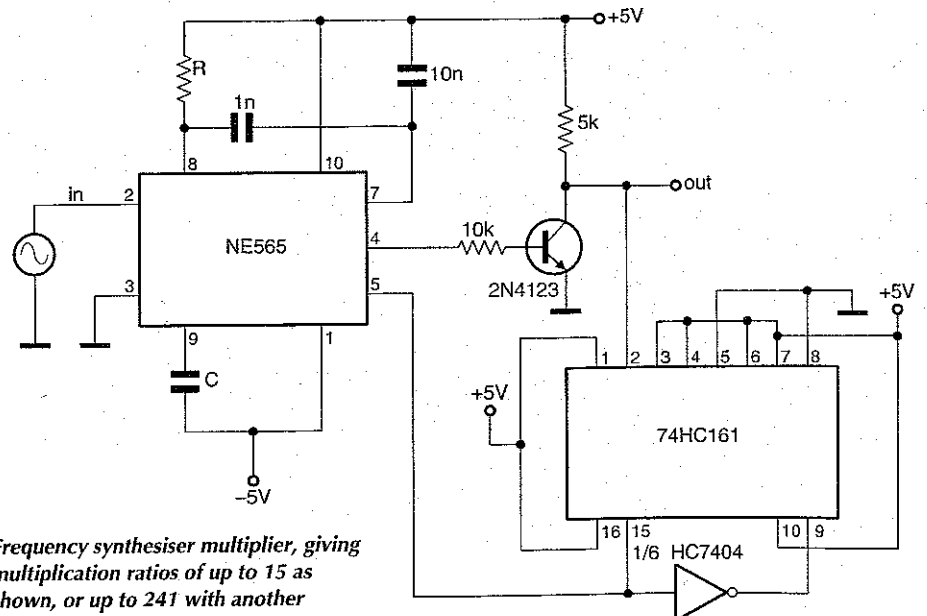 +5V
R
10n
1n
5k
8
10
in
2
7
out
NE565
4
10k
3
5
2N4123
+5V
9
1
1
2
3
4
5
6
7
8
C
+5V
74HC161
-5V
16
15
10
9
1/6 HC7404
Frequency synthesiser multiplier, giving
multiplication ratios of up to 15 as
shown, or up to 241 with another